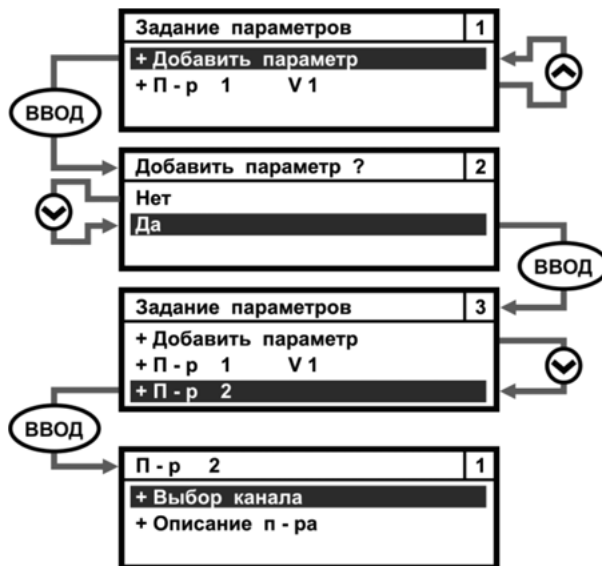 Задание параметров 1
+ Добавить параметр
+ П - р 1 V 1
ВВОД
Добавить параметр ? 2
Нет
Да
ВВОД
Задание параметров 3
+ Добавить параметр
+ П - р 1 V 1
+ П - р 2
ВВОД
П - р 2 1
+ Выбор канала
+ Описание п - ра